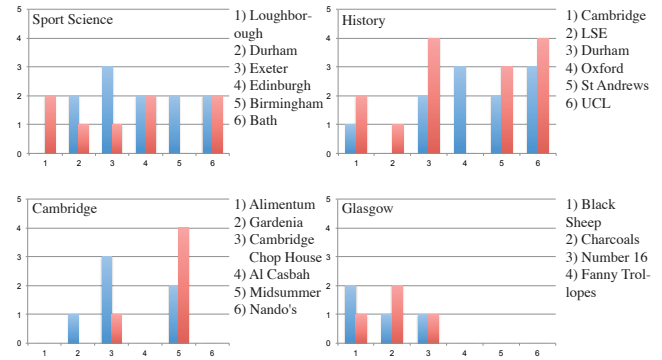 Sport Science
5
4
3
2
1
0
1 2 3 4 5 6
1) Loughbor-
ough
2) Durham
3) Exeter
4) Edinburgh
5) Birmingham
6) Bath
History
5
4
3
2
1
0
1 2 3 4 5 6
1) Cambridge
2) LSE
3) Durham
4) Oxford
5) St Andrews
6) UCL
Cambridge
5
4
3
2
1
0
1 2 3 4 5 6
1) Alimentum
2) Gardenia
3) Cambridge
Chop House
4) Al Casbah
5) Midsummer
6) Nando's
Glasgow
5
4
3
2
1
0
1 2 3 4 5 6
1) Black
Sheep
2) Charcoals
3) Number 16
4) Fanny Trol-
lopes